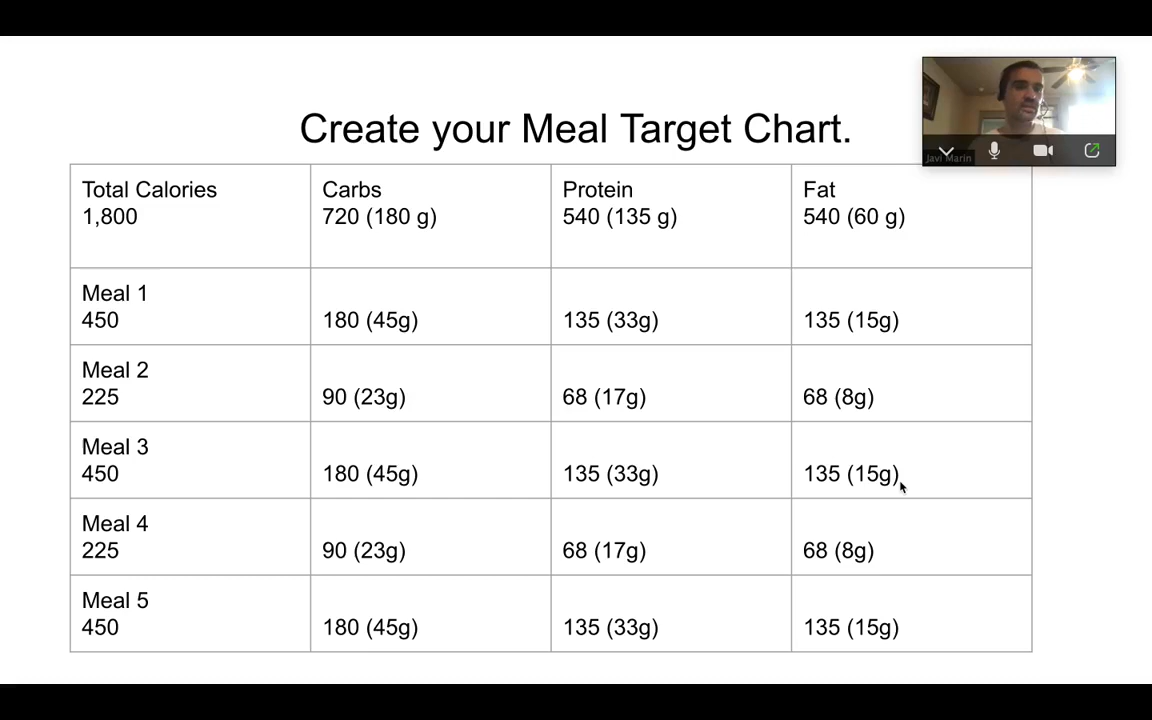 Create your Meal Target Chart.
Javi Marin
Total Calories
1,800
Carbs
720 (180 g)
Protein
540 (135 g)
Fat
540 (60 g)
Meal 1
450
180 (45g)
135 (33g)
135 (15g)
Meal 2
225
90 (23g)
68 (17g)
68 (8g)
Meal 3
450
180 (45g)
135 (33g)
135 (15g)
Meal 4
225
90 (23g)
68 (17g)
68 (8g)
Meal 5
450
180 (45g)
135 (33g)
135 (15g)